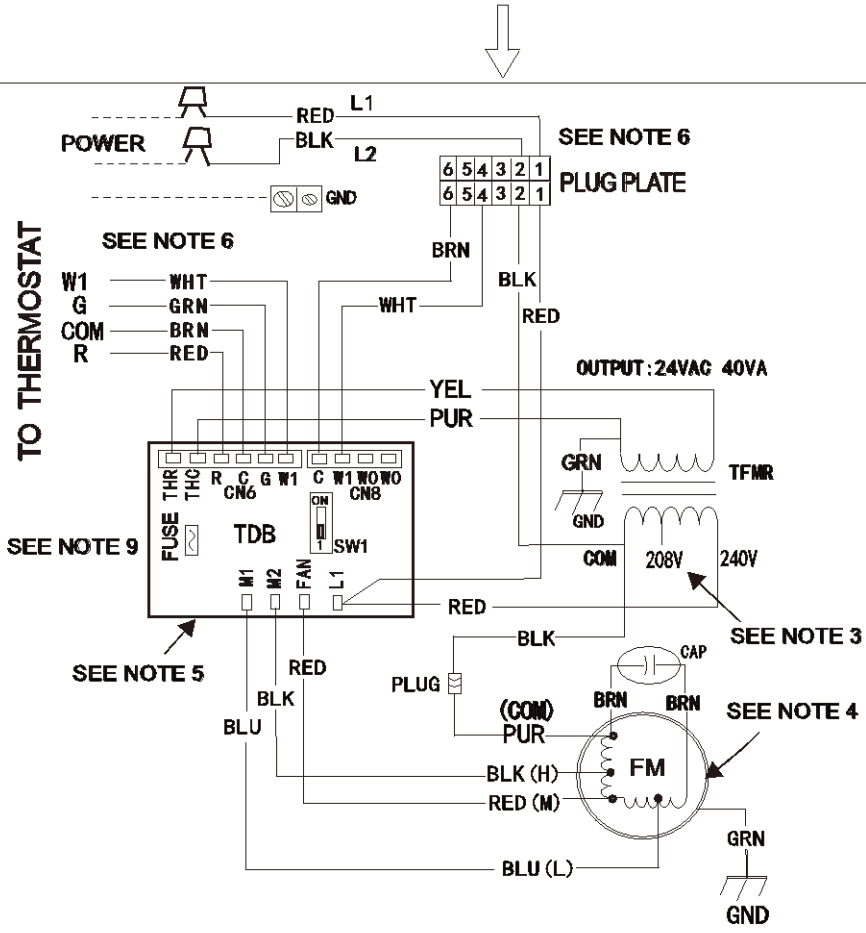 L1
RED
POWER
BLK
L2
SEE NOTE 6
6 5 4 3 2 1
6 5 4 3 2 1
PLUG PLATE
GND
SEE NOTE 6
BRN
BLK
TO THERMOSTAT
W1
WHT
G
GRN
COM
BRN
R
RED
WHT
RED
OUTPUT:24VAC 40VA
YEL
PUR
GRN
TFMR
GND
THR
THC
R C G W1
CN6
C W1 W0 W0
CN8
ON
FUSE
TDB
1
SW1
SEE NOTE 9
COM
208V
240V
M1
M2
FAN
L1
RED
SEE NOTE 3
BLK
SEE NOTE 5
RED
PLUG
CAP
BLK
BRN
BRN
SEE NOTE 4
BLU
(COM)
PUR
FM
BLK (H)
RED (M)
GRN
BLU (L)
GND